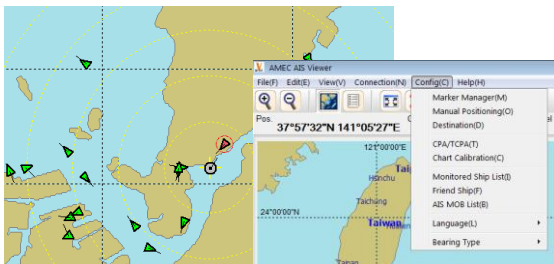 AMEC AIS Viewer
File(F) Edit(E) View(V) Connection(N) Config(C) Help(H)
Pos.
37°57'32"N 141°05'27"E
Marker Manager(M)
Manual Positioning(O)
Destination(D)
CPA/TCPA(T)
Chart Calibration(C)
Monitored Ship List(I)
Friend Ship(F)
AIS MOB List(B)
Language(L)
Bearing Type
121°00'00"E
Hsinchu
Taichung
24°00'00"N
Taiwan